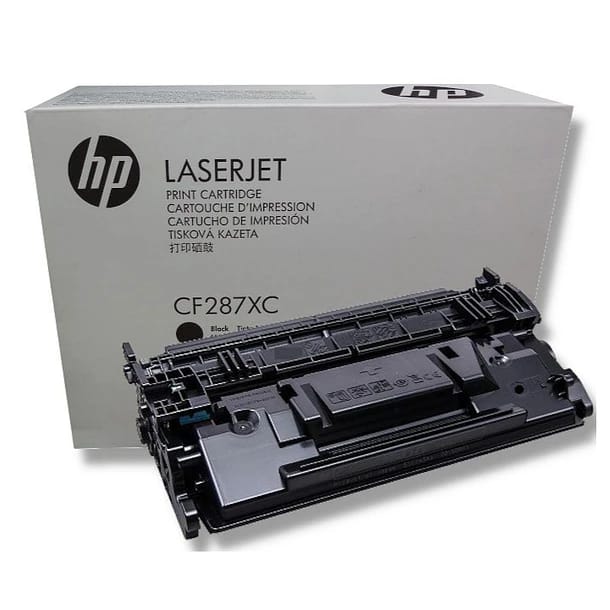 hp
hp
LASERJET
PRINT CARTRIDGE
CARTOUCHE D'IMPRESSION
CARTUCHO DE IMPRESIÓN
TISKOVÁ KAZETA
打印硒鼓
CF287XC
Black